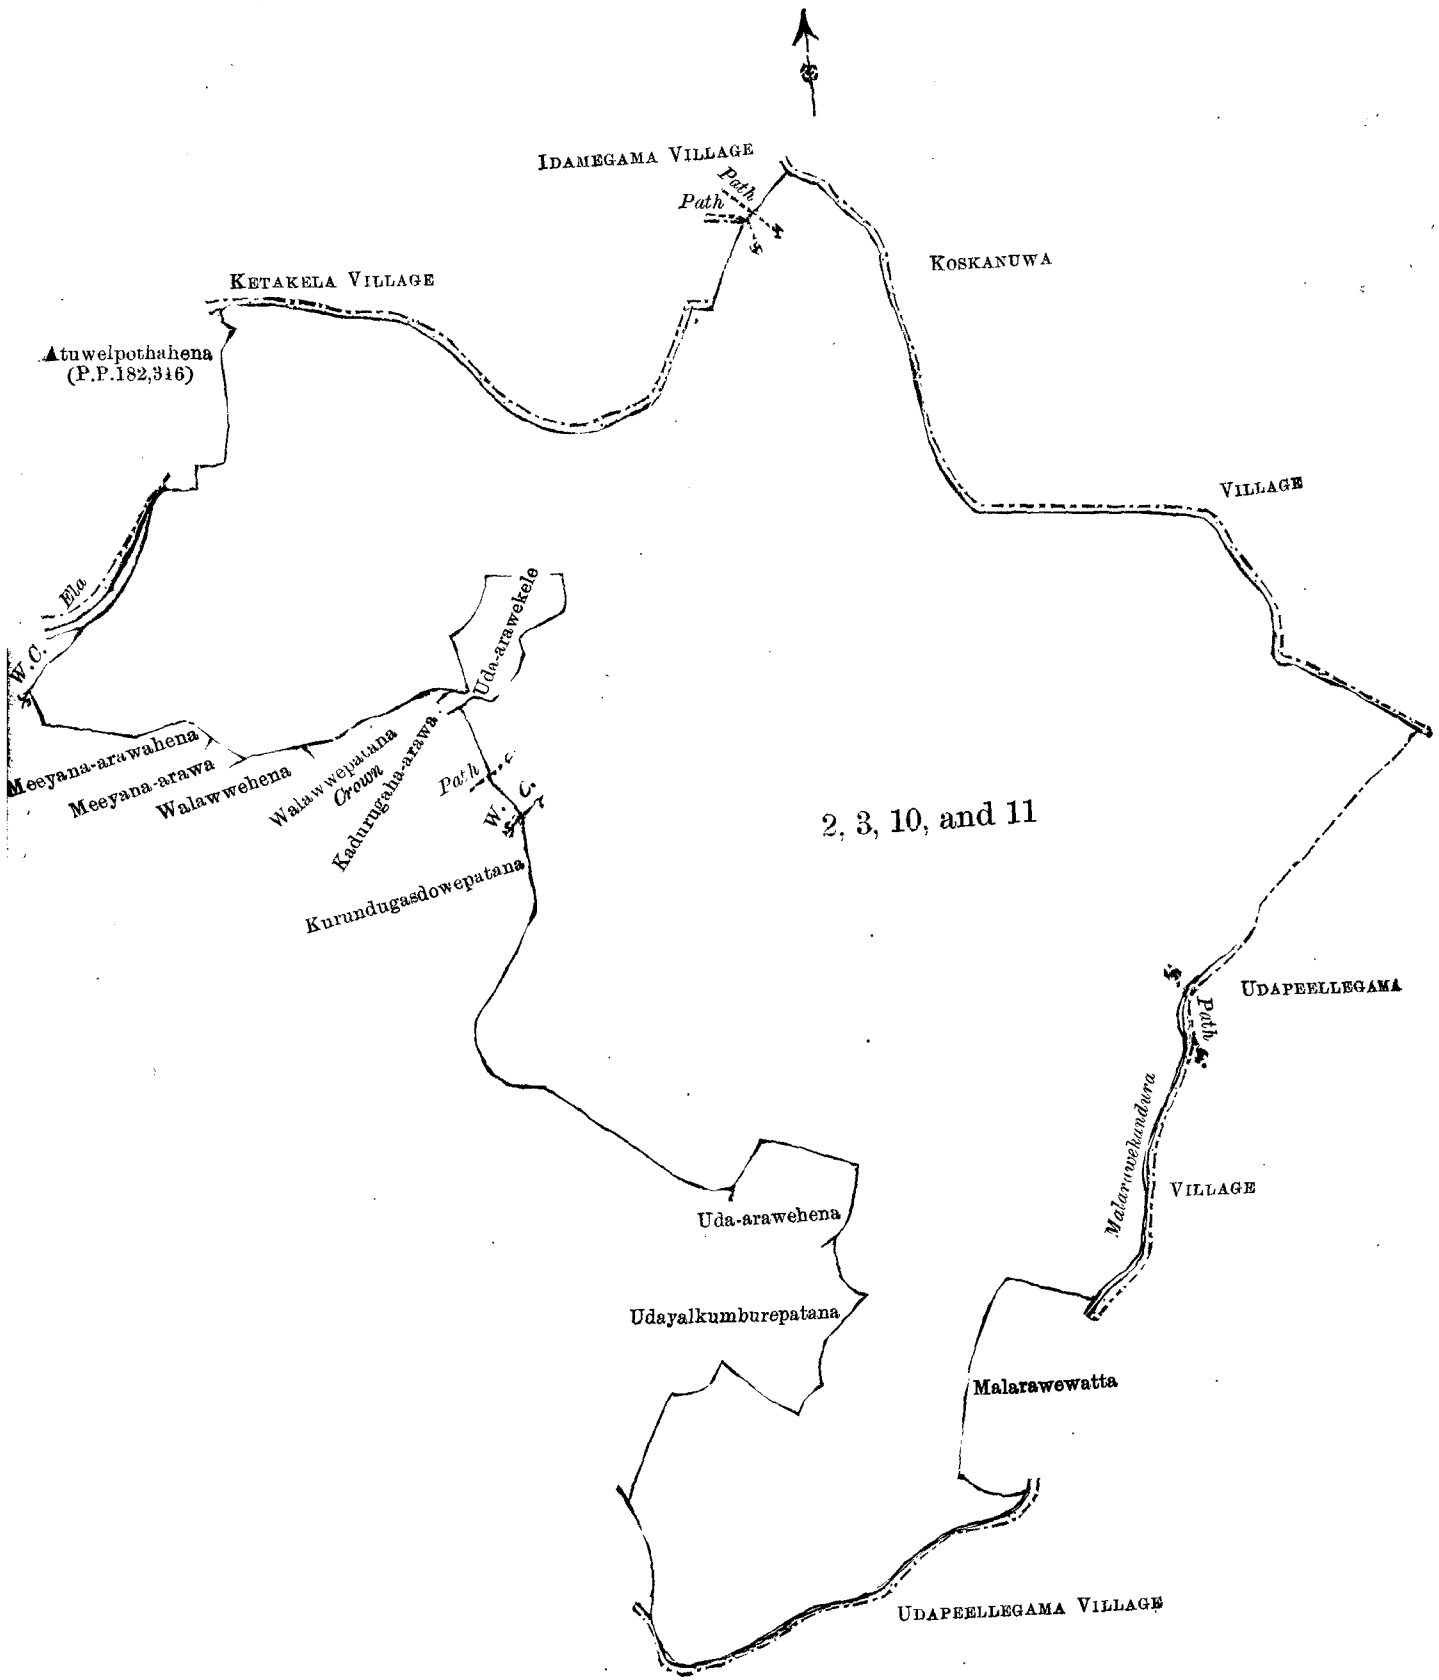 IDAMEGAMA VILLAGE
Path
Path
KOSKANUWA
KETAKELA VILLAGE
Atuwelpothahena
(P.P.182,316)
VILLAGE
Ela
W.C.
Uda-arawekele
Meeyana-arawahena
Meeyana-arawa
Walawwehena
Walawwepatana
Crown
Kadurugaha-arawa
Path
W. C.
2, 3, 10, and 11
Kurundugasdowepatana
UDAPEELLEGAMA
Path
Malarawekandura
VILLAGE
Uda-arawehena
Udayalkumburepatana
Malarawewatta
UDAPEELLEGAMA VILLAGE